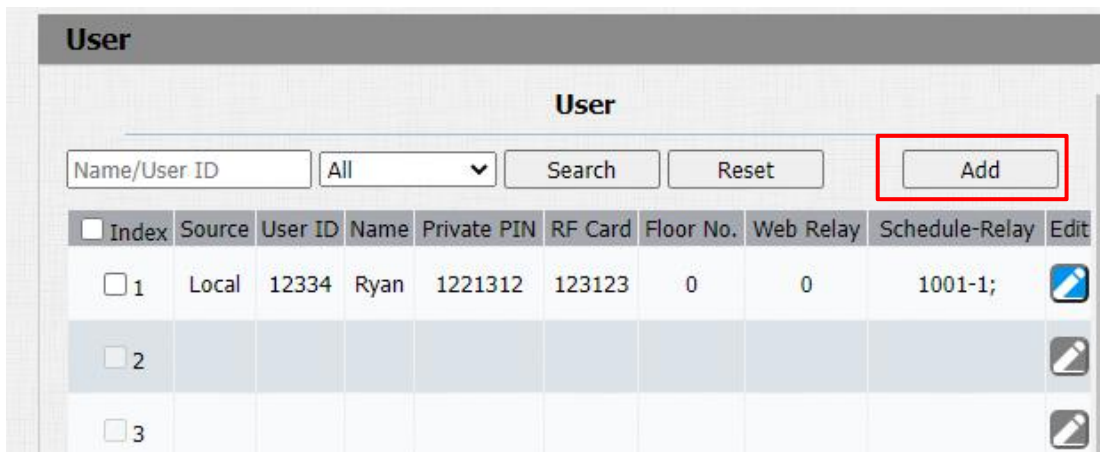 User
User
Name/User ID All Search Reset Add
Index Source User ID Name Private PIN RF Card Floor No. Web Relay Schedule-Relay Edit
1 Local 12334 Ryan 1221312 123123 0 0 1001-1;
2
3